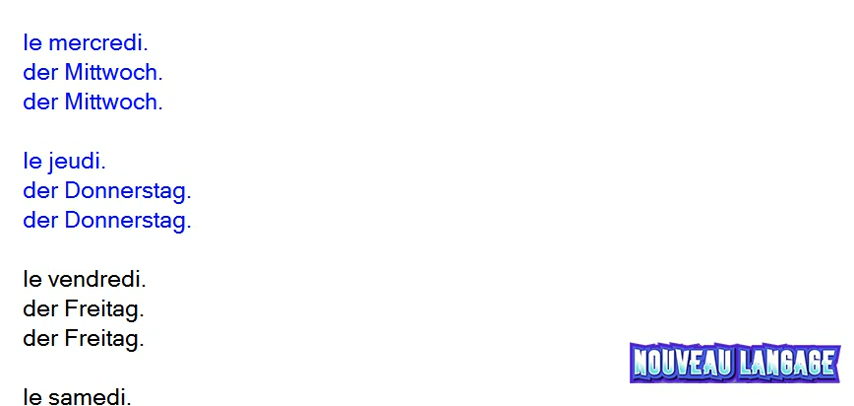 le mercredi.
der Mittwoch.
der Mittwoch.
le jeudi.
der Donnerstag.
der Donnerstag.
le vendredi.
der Freitag.
der Freitag.
NOUVEAU LANGAGE
le samedi.